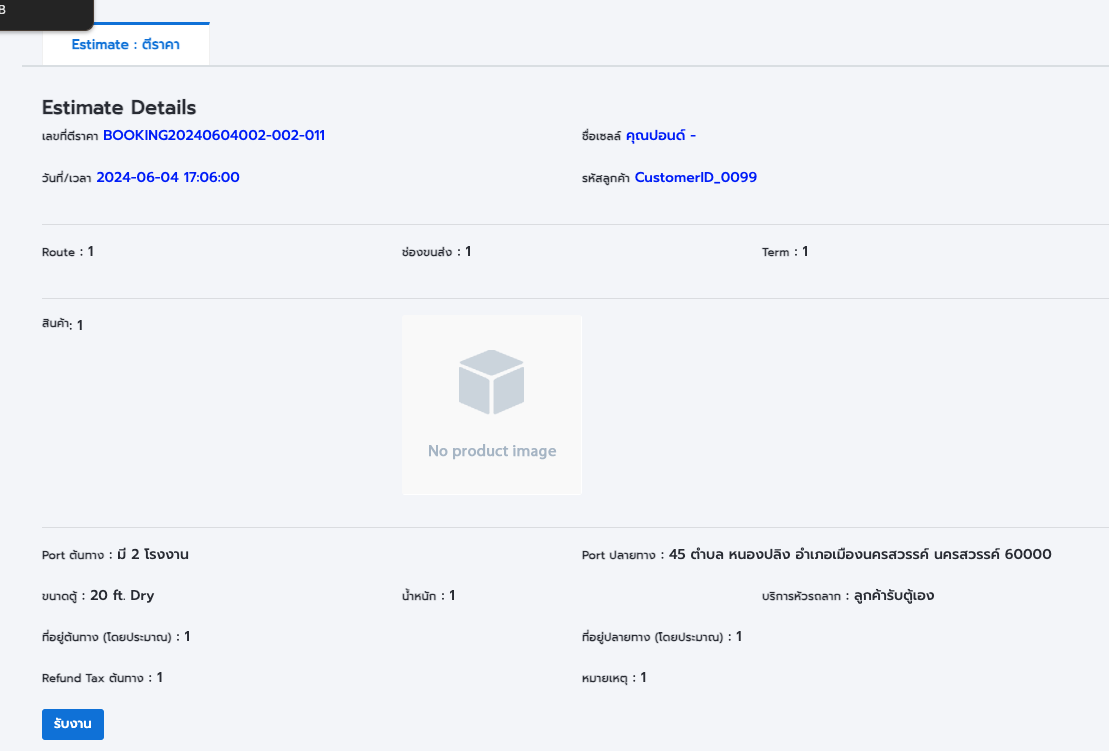 B
Estimate : ตีราคา
Estimate Details
เลขที่ตีราคา BOOKING20240604002-002-011
ชื่อเซลล์ คุณปอนด์ -
วันที่/เวลา 2024-06-04 17:06:00
รหัสลูกค้า CustomerID_0099
Route : 1
ช่องขนส่ง : 1
Term : 1
สินค้า: 1
No product image
Port ต้นทาง : มี 2 โรงงาน
Port ปลายทาง : 45 ตำบล หนองปลิง อำเภอเมืองนครสวรรค์ นครสวรรค์ 60000
ขนาดตู้ : 20 ft. Dry
น้ำหนัก : 1
บริการหัวรถลาก : ลูกค้ารับตู้เอง
ที่อยู่ต้นทาง (โดยประมาณ) : 1
ที่อยู่ปลายทาง (โดยประมาณ) : 1
Refund Tax ต้นทาง : 1
หมายเหตุ : 1
รับงาน